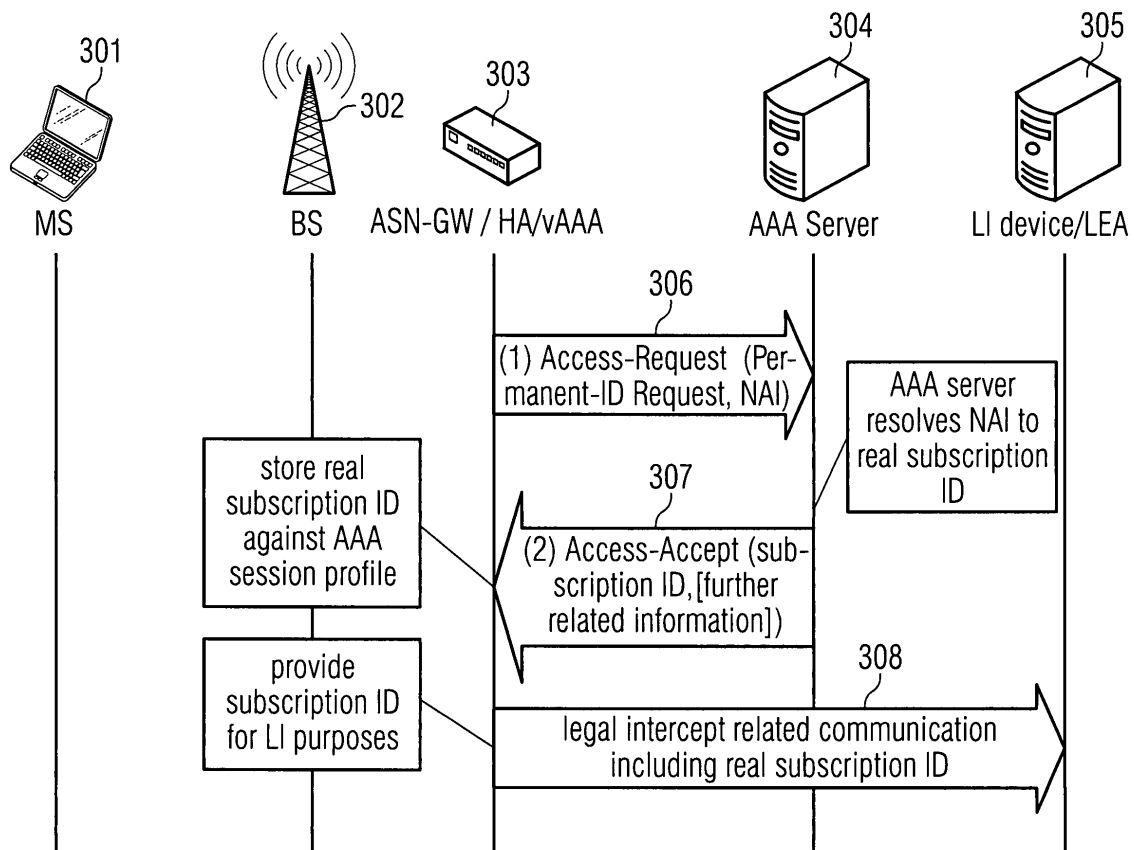 301
302
303
304
305
MS
BS
ASN-GW / HA/vAAA
AAA Server
LI device/LEA
306
(1) Access-Request (Per-
manent-ID Request, NAI)
AAA server
resolves NAI to
real subscription
ID
store real
subscription ID
against AAA
session profile
307
(2) Access-Accept (sub-
scription ID, [further
related information])
provide
subscription ID
for LI purposes
308
legal intercept related communication
including real subscription ID